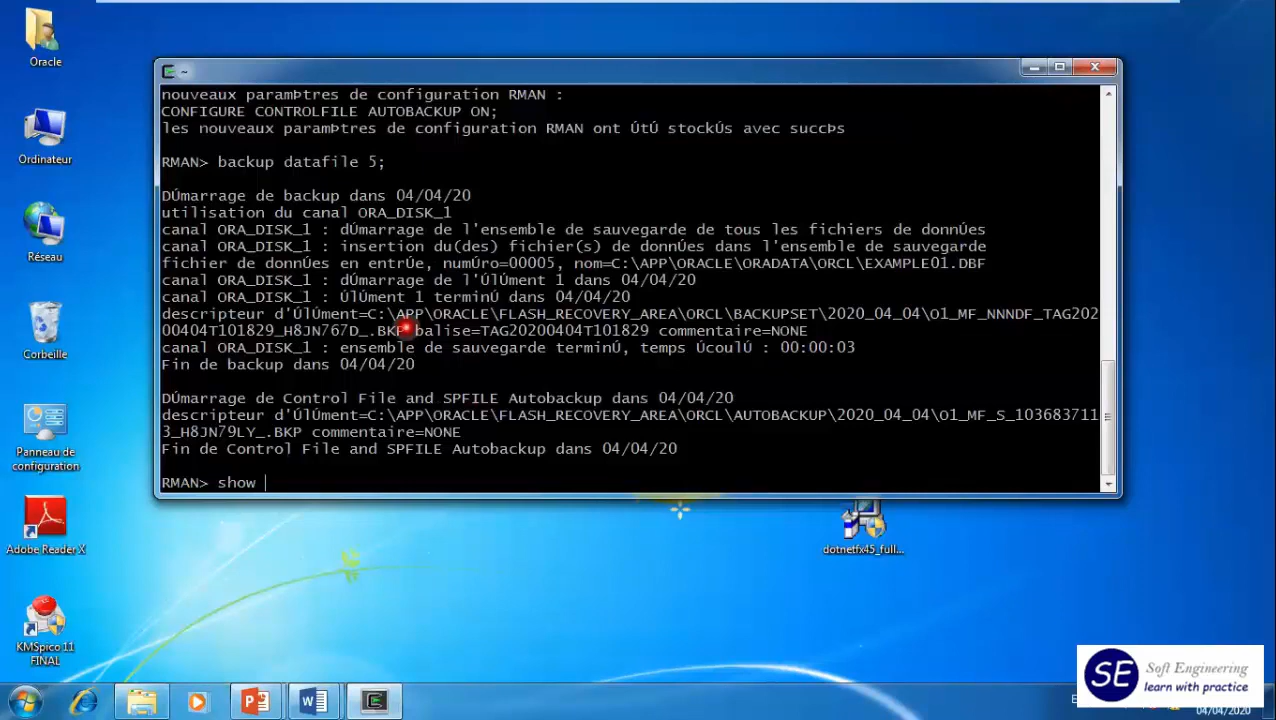 Oracle
Ordinateur
Réseau
Corbeille
Panneau de
configuration
Adobe Reader X
KMSpico 11
FINAL
~
nouveaux paramÞtres de configuration RMAN :
CONFIGURE CONTROLFILE AUTOBACKUP ON;
les nouveaux paramÞtres de configuration RMAN ont ÚtÚ stockÚs avec succÞs
RMAN> backup datafile 5;
DÚmarrage de backup dans 04/04/20
utilisation du canal ORA_DISK_1
canal ORA_DISK_1 : dÚmarrage de l'ensemble de sauvegarde de tous les fichiers de donnÚes
canal ORA_DISK_1 : insertion du(des) fichier(s) de donnÚes dans l'ensemble de sauvegarde
fichier de donnÚes en entrÚe, numÚro=00005, nom=C:\APP\ORACLE\ORADATA\ORCL\EXAMPLE01.DBF
canal ORA_DISK_1 : dÚmarrage de l'ÚlÚment 1 dans 04/04/20
canal ORA_DISK_1 : ÚlÚment 1 terminÚ dans 04/04/20
descripteur d'ÚlÚment=C:\APP\ORACLE\FLASH_RECOVERY_AREA\ORCL\BACKUPSET\2020_04_04\O1_MF_NNNDF_TAG202
00404T101829_H8JN767D_.BKP balise=TAG20200404T101829 commentaire=NONE
canal ORA_DISK_1 : ensemble de sauvegarde terminÚ, temps ÚcoulÚ : 00:00:03
Fin de backup dans 04/04/20
DÚmarrage de Control File and SPFILE Autobackup dans 04/04/20
descripteur d'ÚlÚment=C:\APP\ORACLE\FLASH_RECOVERY_AREA\ORCL\AUTOBACKUP\2020_04_04\O1_MF_S_103683711
3_H8JN79LY_.BKP commentaire=NONE
Fin de Control File and SPFILE Autobackup dans 04/04/20
RMAN> show
dotnetfx45_full...
SE
Soft Engineering
learn with practice
04/04/2020